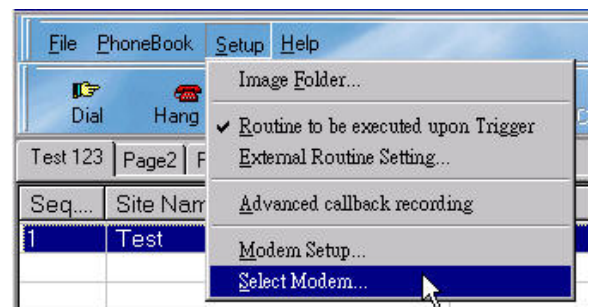 File PhoneBook Setup Help
Image Folder...
Dial Hang
✔ Routine to be executed upon Trigger
Test 123 Page2
External Routine Setting...
Seq.... Site Nam
Advanced callback recording
1 Test
Modem Setup...
Select Modem...